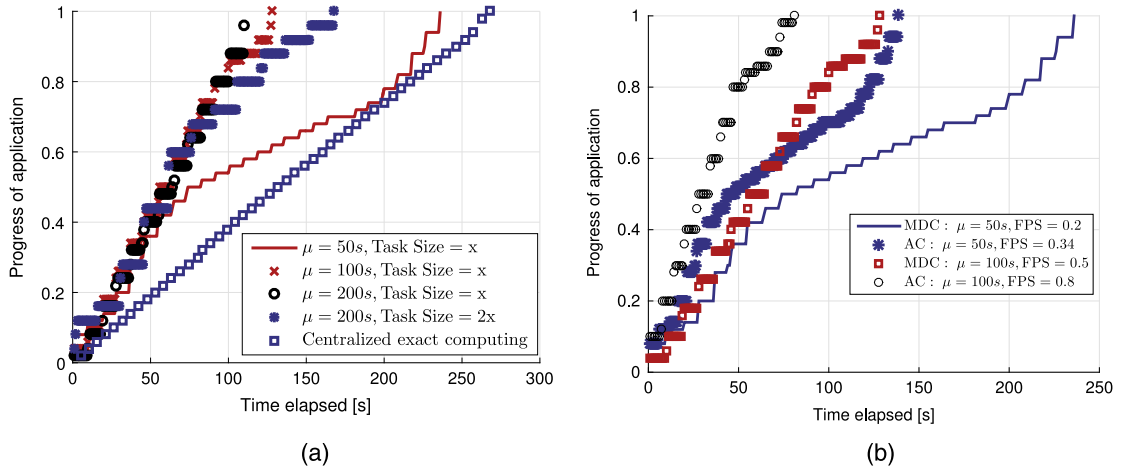 1
0.8
0.6
0.4
0.2
0
Progress of application
0 50 100 150 200 250 300
Time elapsed [s]
μ = 50s, Task Size = x
μ = 100s, Task Size = x
μ = 200s, Task Size = x
μ = 200s, Task Size = 2x
Centralized exact computing
(a)
1
0.8
0.6
0.4
0.2
0
Progress of application
0 50 100 150 200 250
Time elapsed [s]
MDC : μ = 50s, FPS = 0.2
AC : μ = 50s, FPS = 0.34
MDC : μ = 100s, FPS = 0.5
AC : μ = 100s, FPS = 0.8
(b)